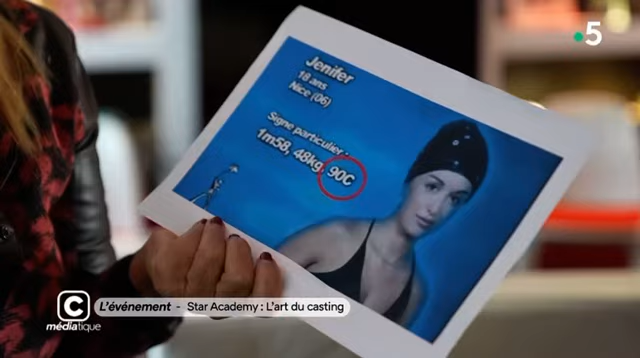 5
Jenifer
18 ans
Nice (06)
Signe particulier :
1m58, 48kg, 90C
C
médiatique
L'événement - Star Academy : L'art du casting